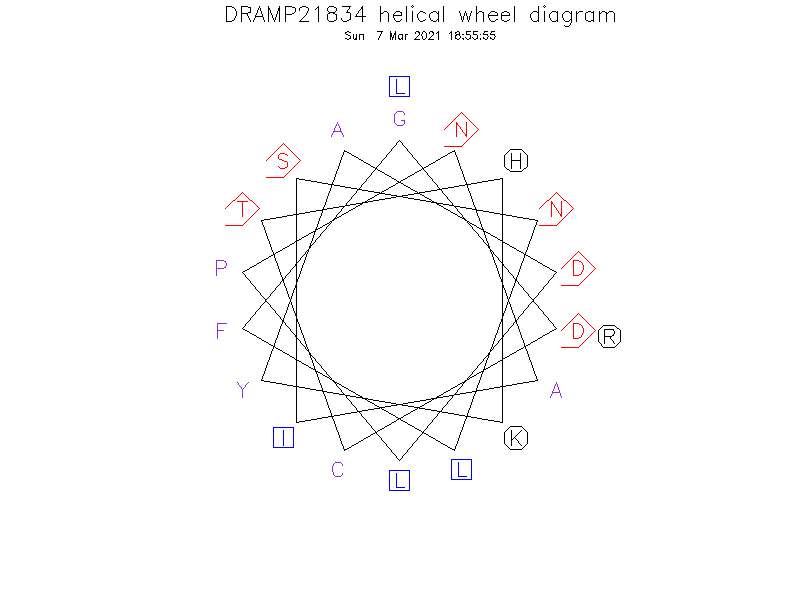 DRAMP21834 helical wheel diagram
Sun 7 Mar 2021 18:55:55
L
G
A
N
S
H
T
N
P
D
F
D R
Y
A
I
K
C
L
L